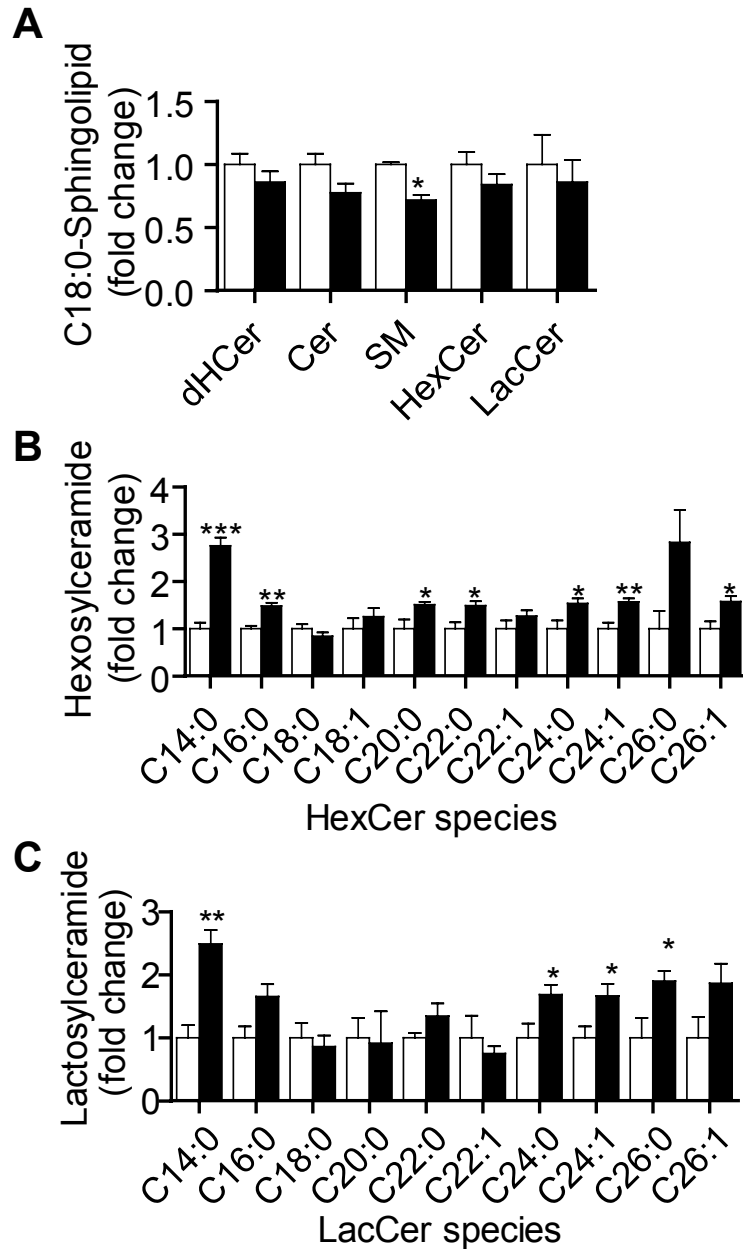 A
C18:0-Sphingolipid
(fold change)
1.5
1.0
0.5
0.0
*
dHCer
Cer
SM
HexCer
LacCer
B
Hexosylceramide
(fold change)
4
3
2
1
0
***
**
*
*
*
**
*
C14:0
C16:0
C18:0
C18:1
C20:0
C22:0
C22:1
C24:0
C24:1
C26:0
C26:1
HexCer species
C
Lactosylceramide
(fold change)
3
2
1
0
**
*
*
*
C14:0
C16:0
C18:0
C20:0
C22:0
C22:1
C24:0
C24:1
C26:0
C26:1
LacCer species